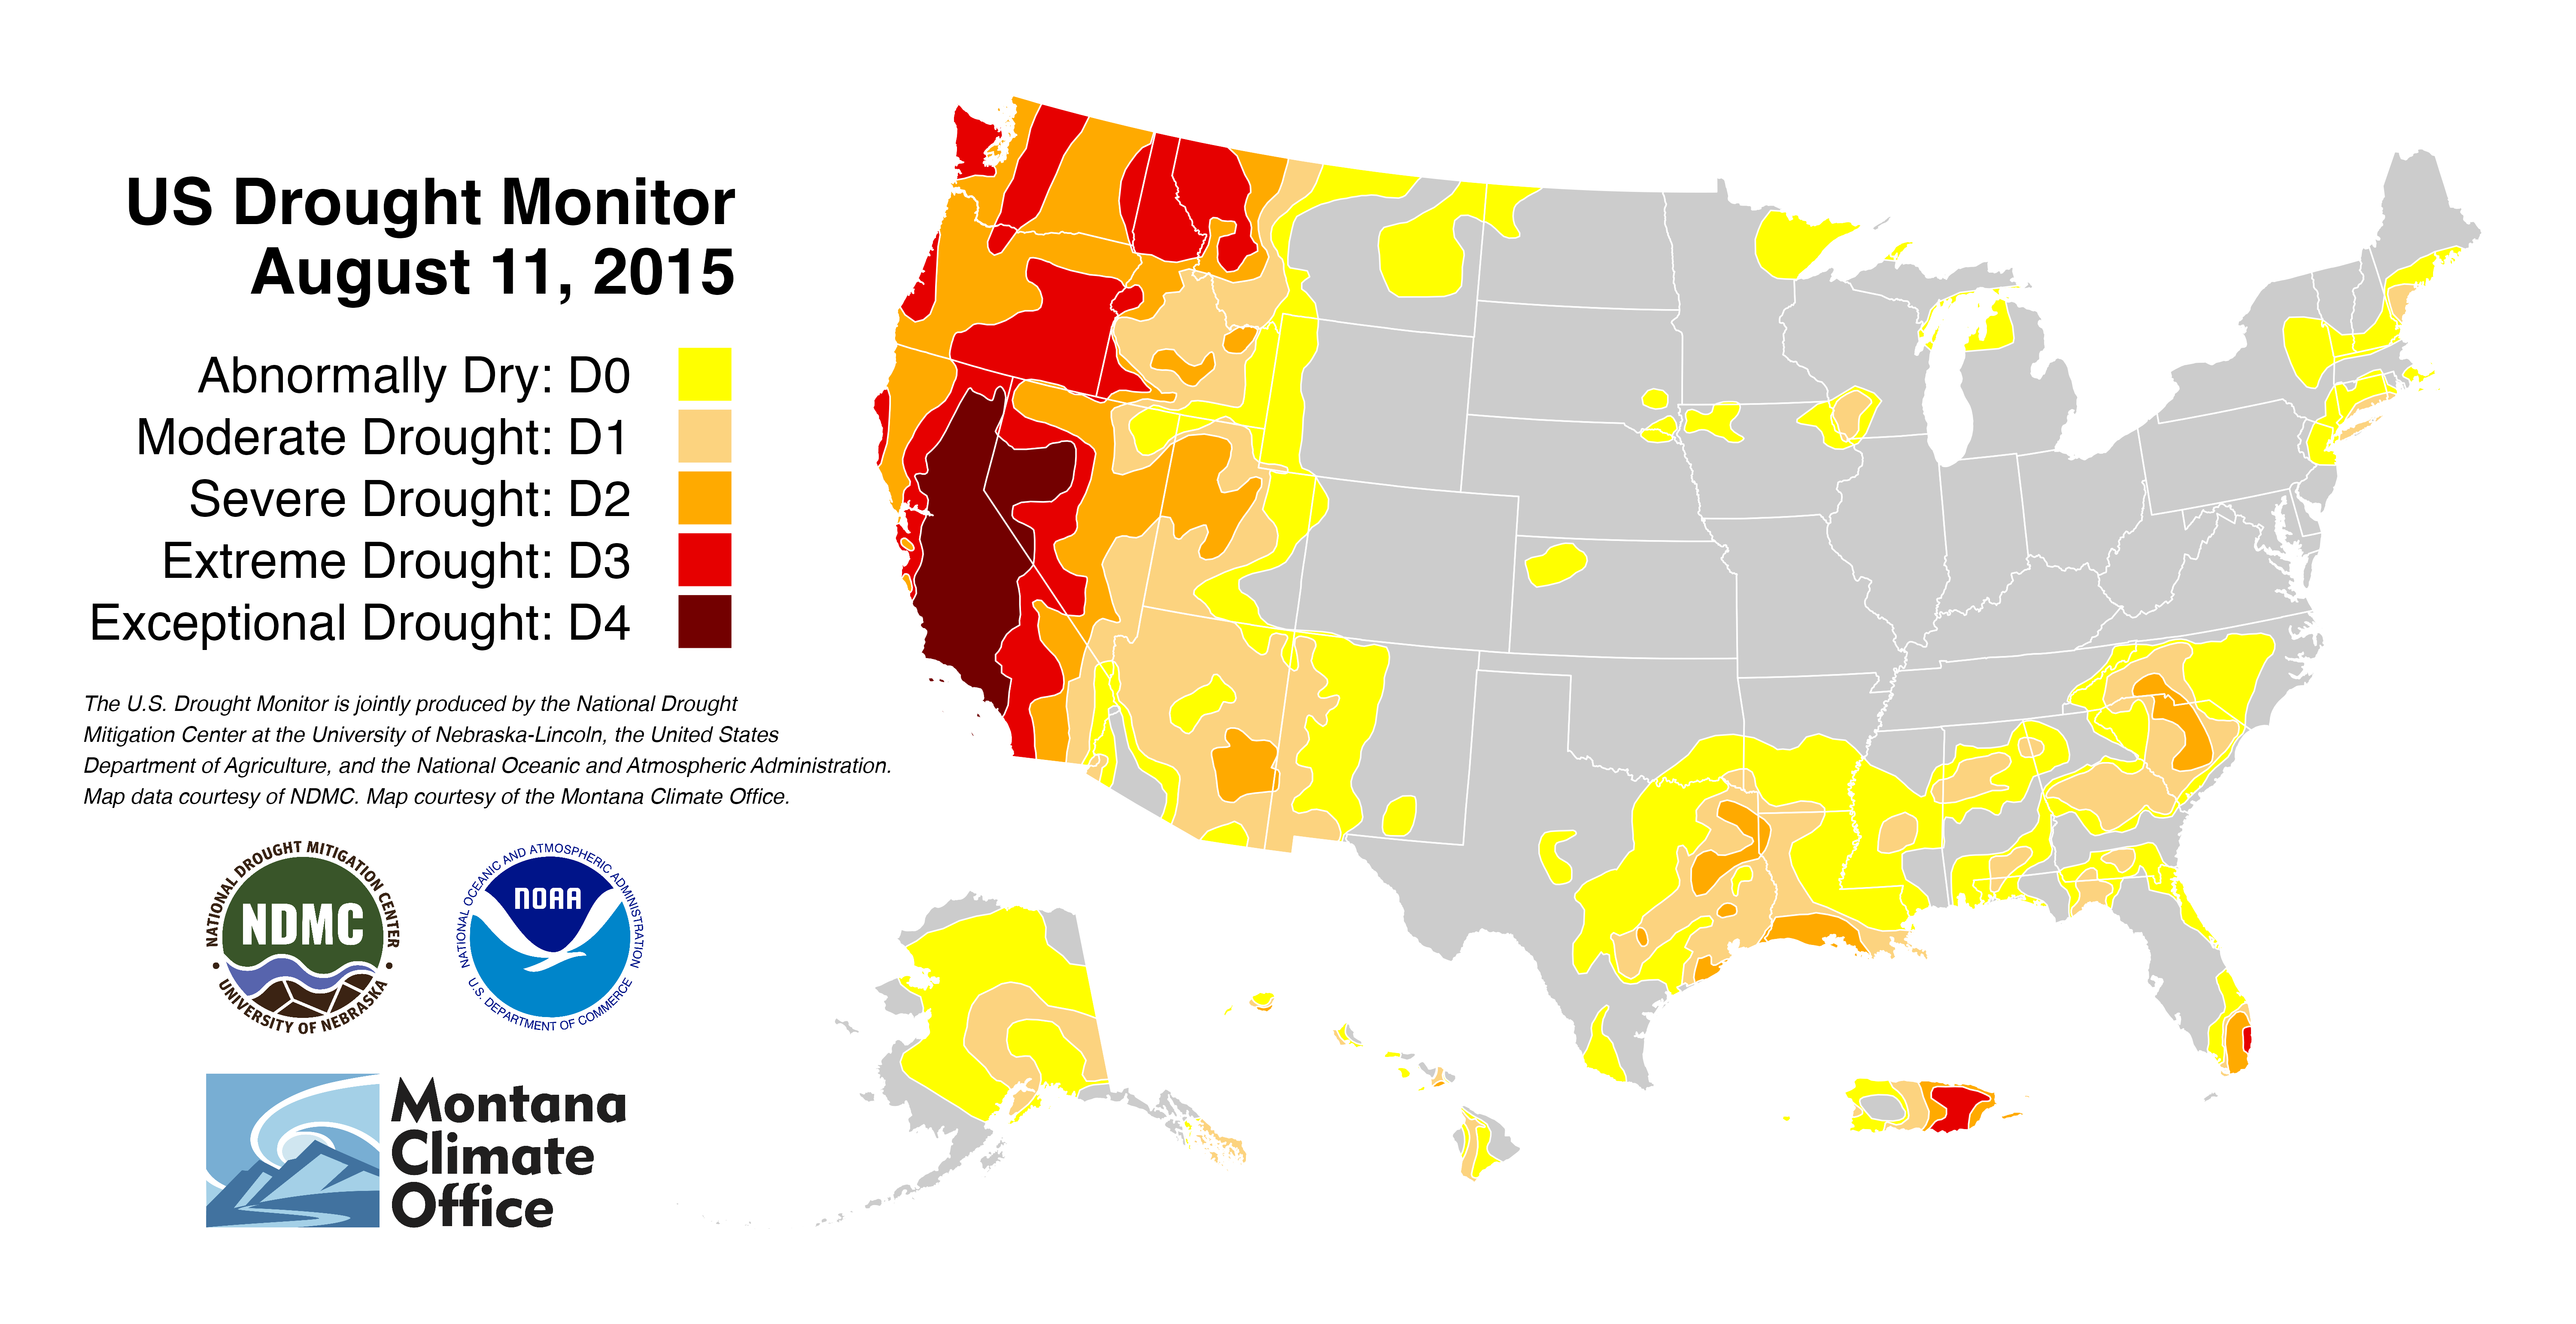 US Drought Monitor
August 11, 2015
Abnormally Dry: D0
Moderate Drought: D1
Severe Drought: D2
Extreme Drought: D3
Exceptional Drought: D4
The U.S. Drought Monitor is jointly produced by the National Drought
Mitigation Center at the University of Nebraska-Lincoln, the United States
Department of Agriculture, and the National Oceanic and Atmospheric Administration.
Map data courtesy of NDMC. Map courtesy of the Montana Climate Office.
NATIONAL DROUGHT MITIGATION CENTER
NDMC
• UNIVERSITY OF NEBRASKA •
NATIONAL OCEANIC AND ATMOSPHERIC ADMINISTRATION
NOAA
U.S. DEPARTMENT OF COMMERCE
Montana
Climate
Office